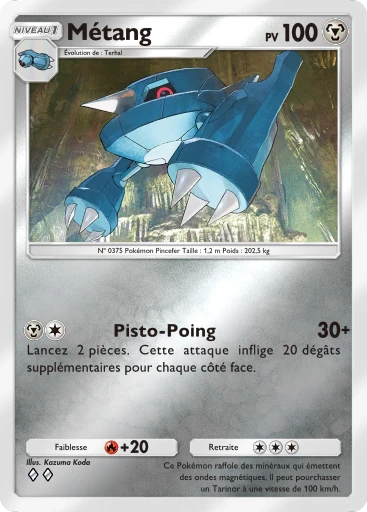 NIVEAU 1
Métang
PV 100
Évolution de : Terhal
N° 0375 Pokémon Pincefer Taille : 1,2 m Poids : 202,5 kg
Pisto-Poing 30+
Lancez 2 pièces. Cette attaque inflige 20 dégâts
supplémentaires pour chaque côté face.
Faiblesse +20 Retraite
Illus. Kazuma Koda
Ce Pokémon raffole des minéraux qui émettent
des ondes magnétiques. Il peut pourchasser
un Tarinor à une vitesse de 100 km/h.